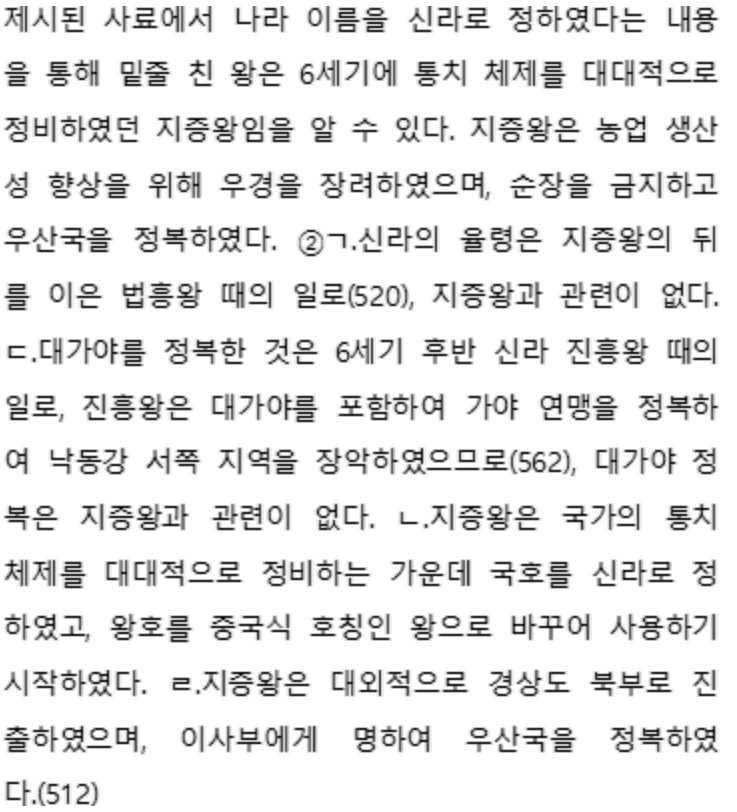 제시된 사료에서 나라 이름을 신라로 정하였다는 내용
을 통해 밑줄 친 왕은 6세기에 통치 체제를 대대적으로
정비하였던 지증왕임을 알 수 있다. 지증왕은 농업 생산
성 향상을 위해 우경을 장려하였으며, 순장을 금지하고
우산국을 정복하였다. ②ㄱ.신라의 율령은 지증왕의 뒤
를 이은 법흥왕 때의 일로(520), 지증왕과 관련이 없다.
ㄷ.대가야를 정복한 것은 6세기 후반 신라 진흥왕 때의
일로, 진흥왕은 대가야를 포함하여 가야 연맹을 정복하
여 낙동강 서쪽 지역을 장악하였으므로(562), 대가야 정
복은 지증왕과 관련이 없다. ㄴ.지증왕은 국가의 통치
체제를 대대적으로 정비하는 가운데 국호를 신라로 정
하였고, 왕호를 중국식 호칭인 왕으로 바꾸어 사용하기
시작하였다. ㄹ.지증왕은 대외적으로 경상도 북부로 진
출하였으며, 이사부에게 명하여 우산국을 정복하였
다.(512)